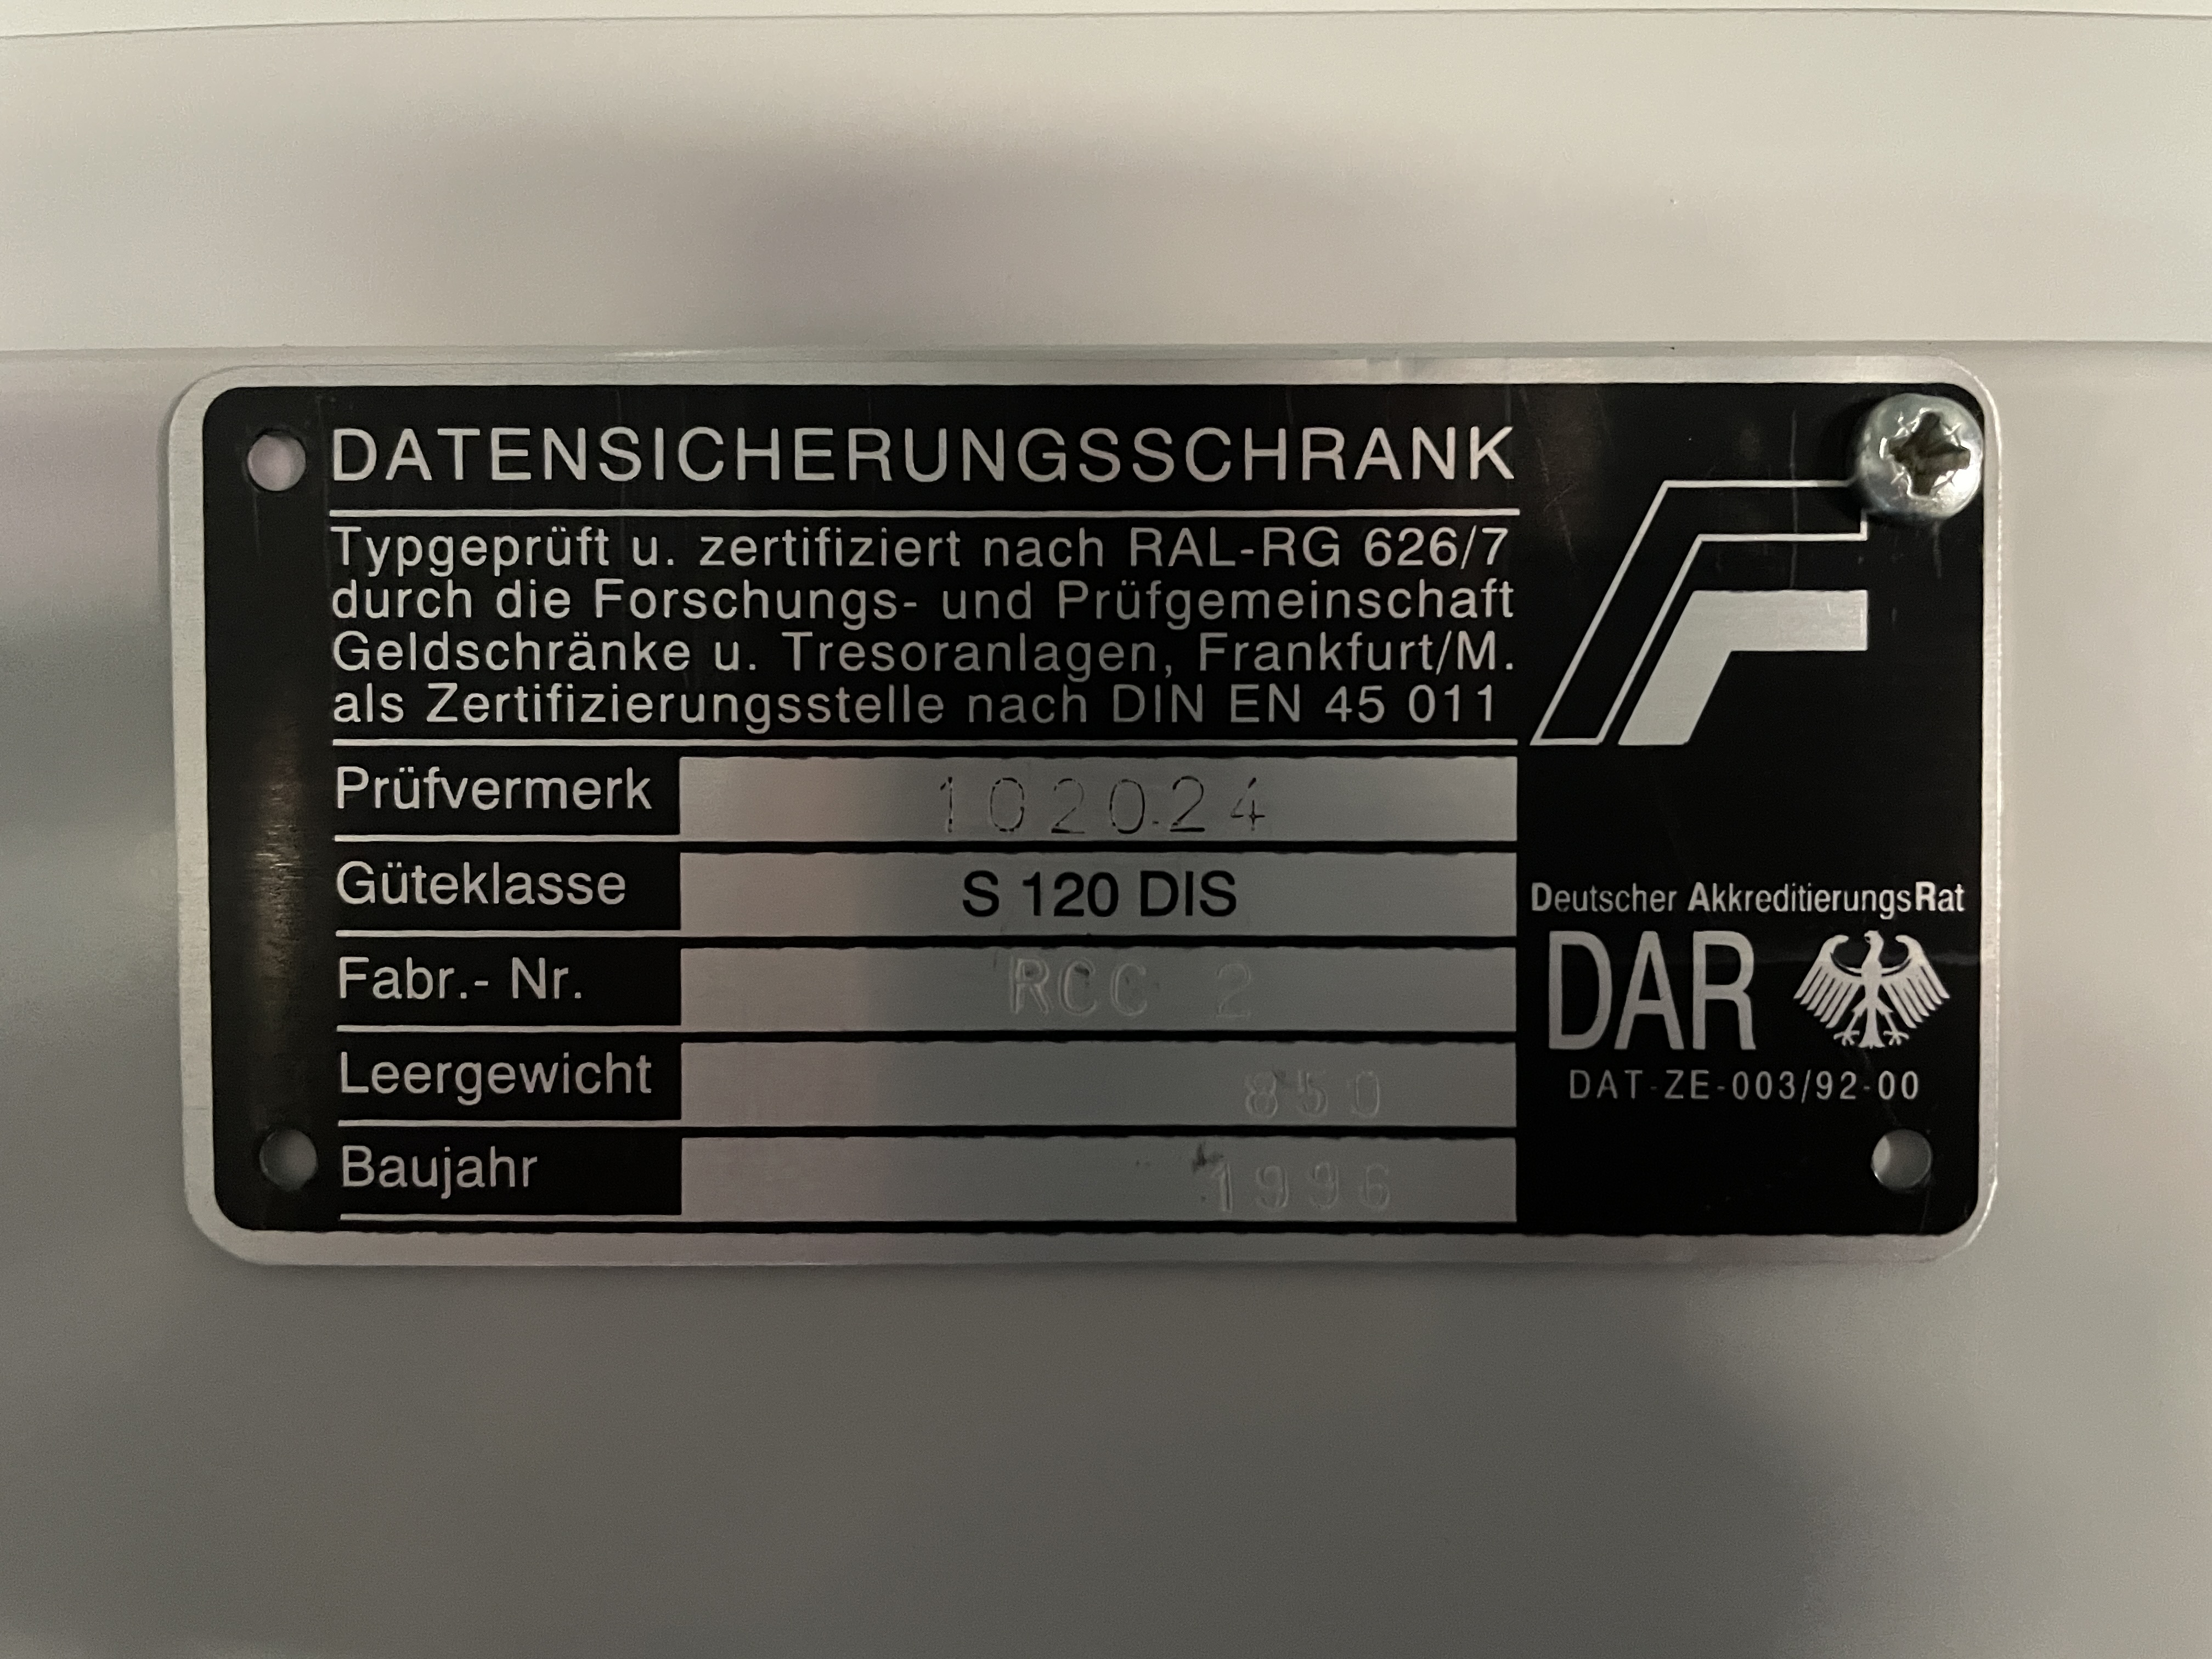 DATENSICHERUNGSSCHRANK
Typgeprüft u. zertifiziert nach RAL-RG 626/7
durch die Forschungs- und Prüfgemeinschaft
Geldschränke u. Tresoranlagen, Frankfurt/M.
als Zertifizierungsstelle nach DIN EN 45 011
Prüfvermerk 102024
Güteklasse S 120 DIS
Fabr.- Nr. RCC 2
Leergewicht 850
Baujahr 1996
Deutscher AkkreditierungsRat
DAR
DAT-ZE-003/92-00